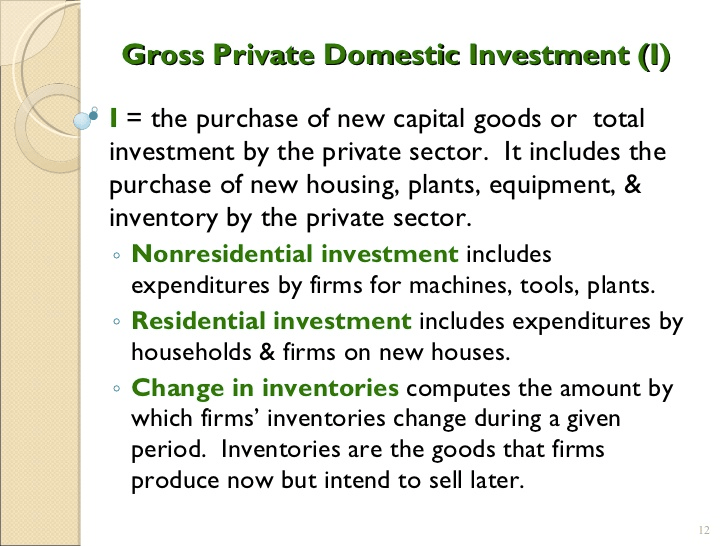 Gross Private Domestic Investment (I)
I = the purchase of new capital goods or  total
investment by the private sector.  It includes the
purchase of new housing, plants, equipment, &
inventory by the private sector.
◦ Nonresidential investment includes
expenditures by firms for machines, tools, plants.
◦ Residential investment includes expenditures by
households & firms on new houses.
◦ Change in inventories computes the amount by
which firms’ inventories change during a given
period.  Inventories are the goods that firms
produce now but intend to sell later.
12